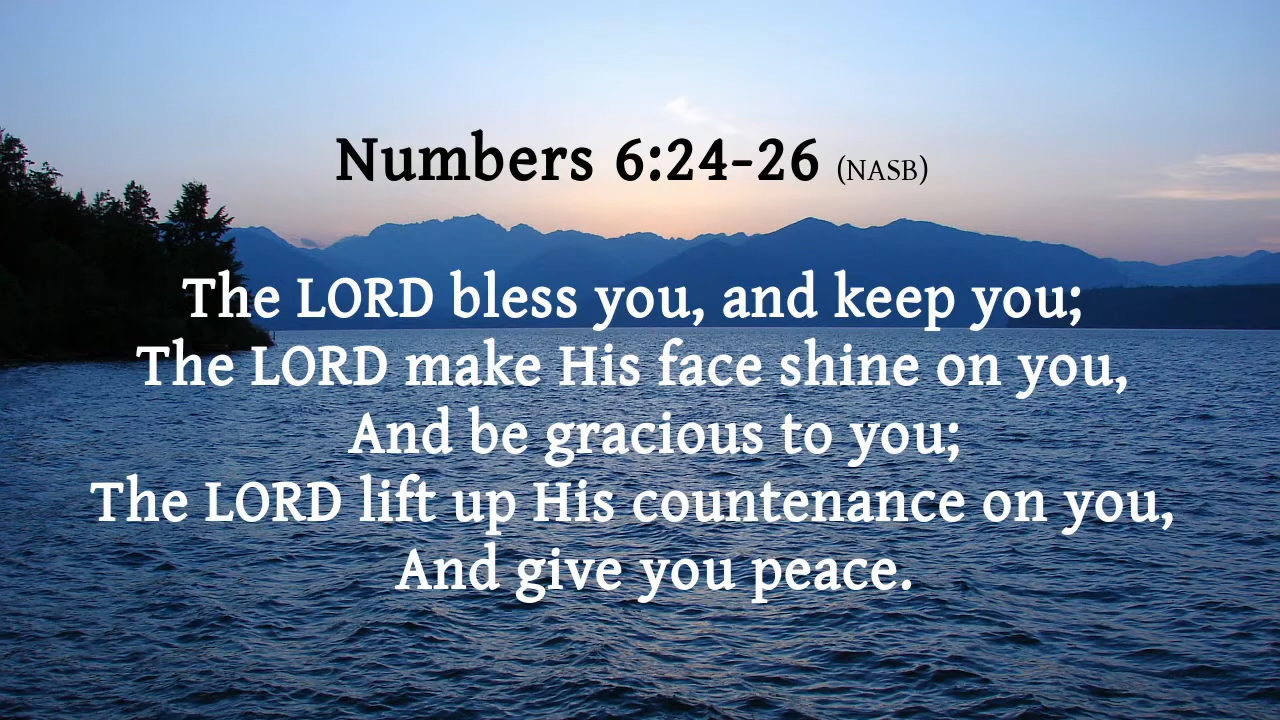 Numbers 6:24-26 (NASB)
The LORD bless you, and keep you;
The LORD make His face shine on you,
And be gracious to you;
The LORD lift up His countenance on you,
And give you peace.